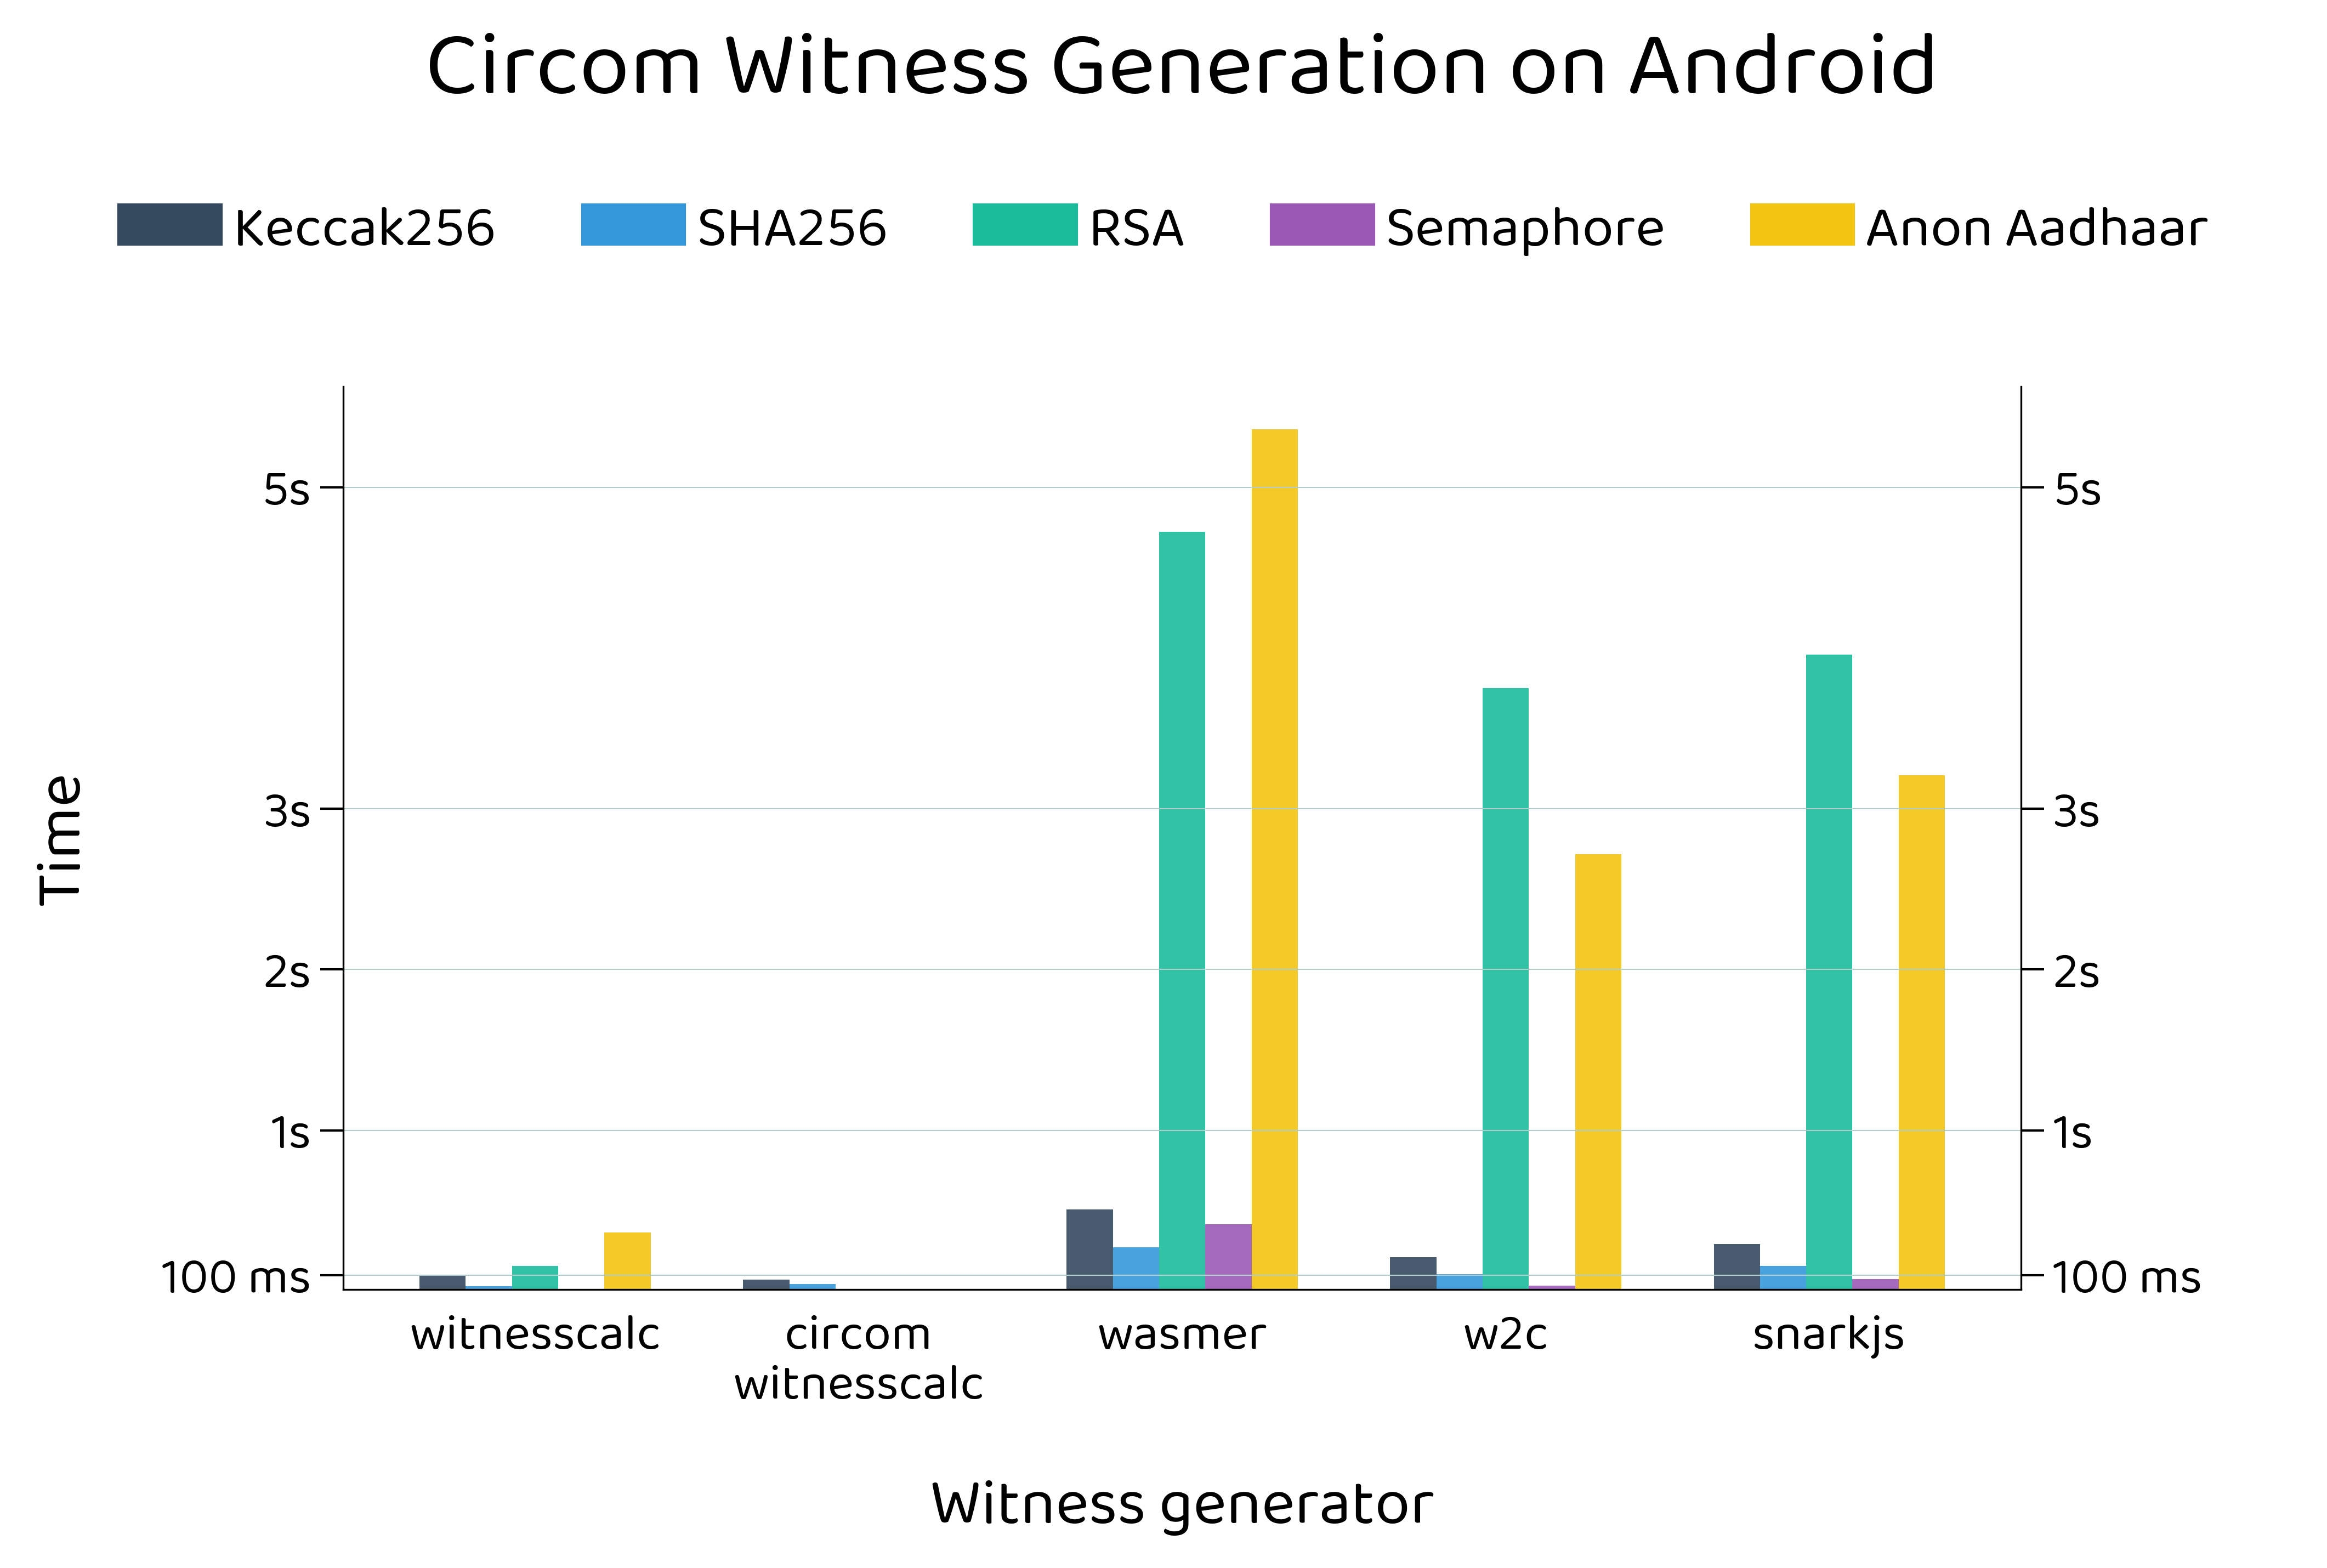 Circom Witness Generation on Android
Keccak256 SHA256 RSA Semaphore Anon Aadhaar
5s 5s
3s 3s
2s 2s
1s 1s
100 ms 100 ms
Time
witnesscalc circom wasmer w2c snarkjs
witnesscalc
Witness generator